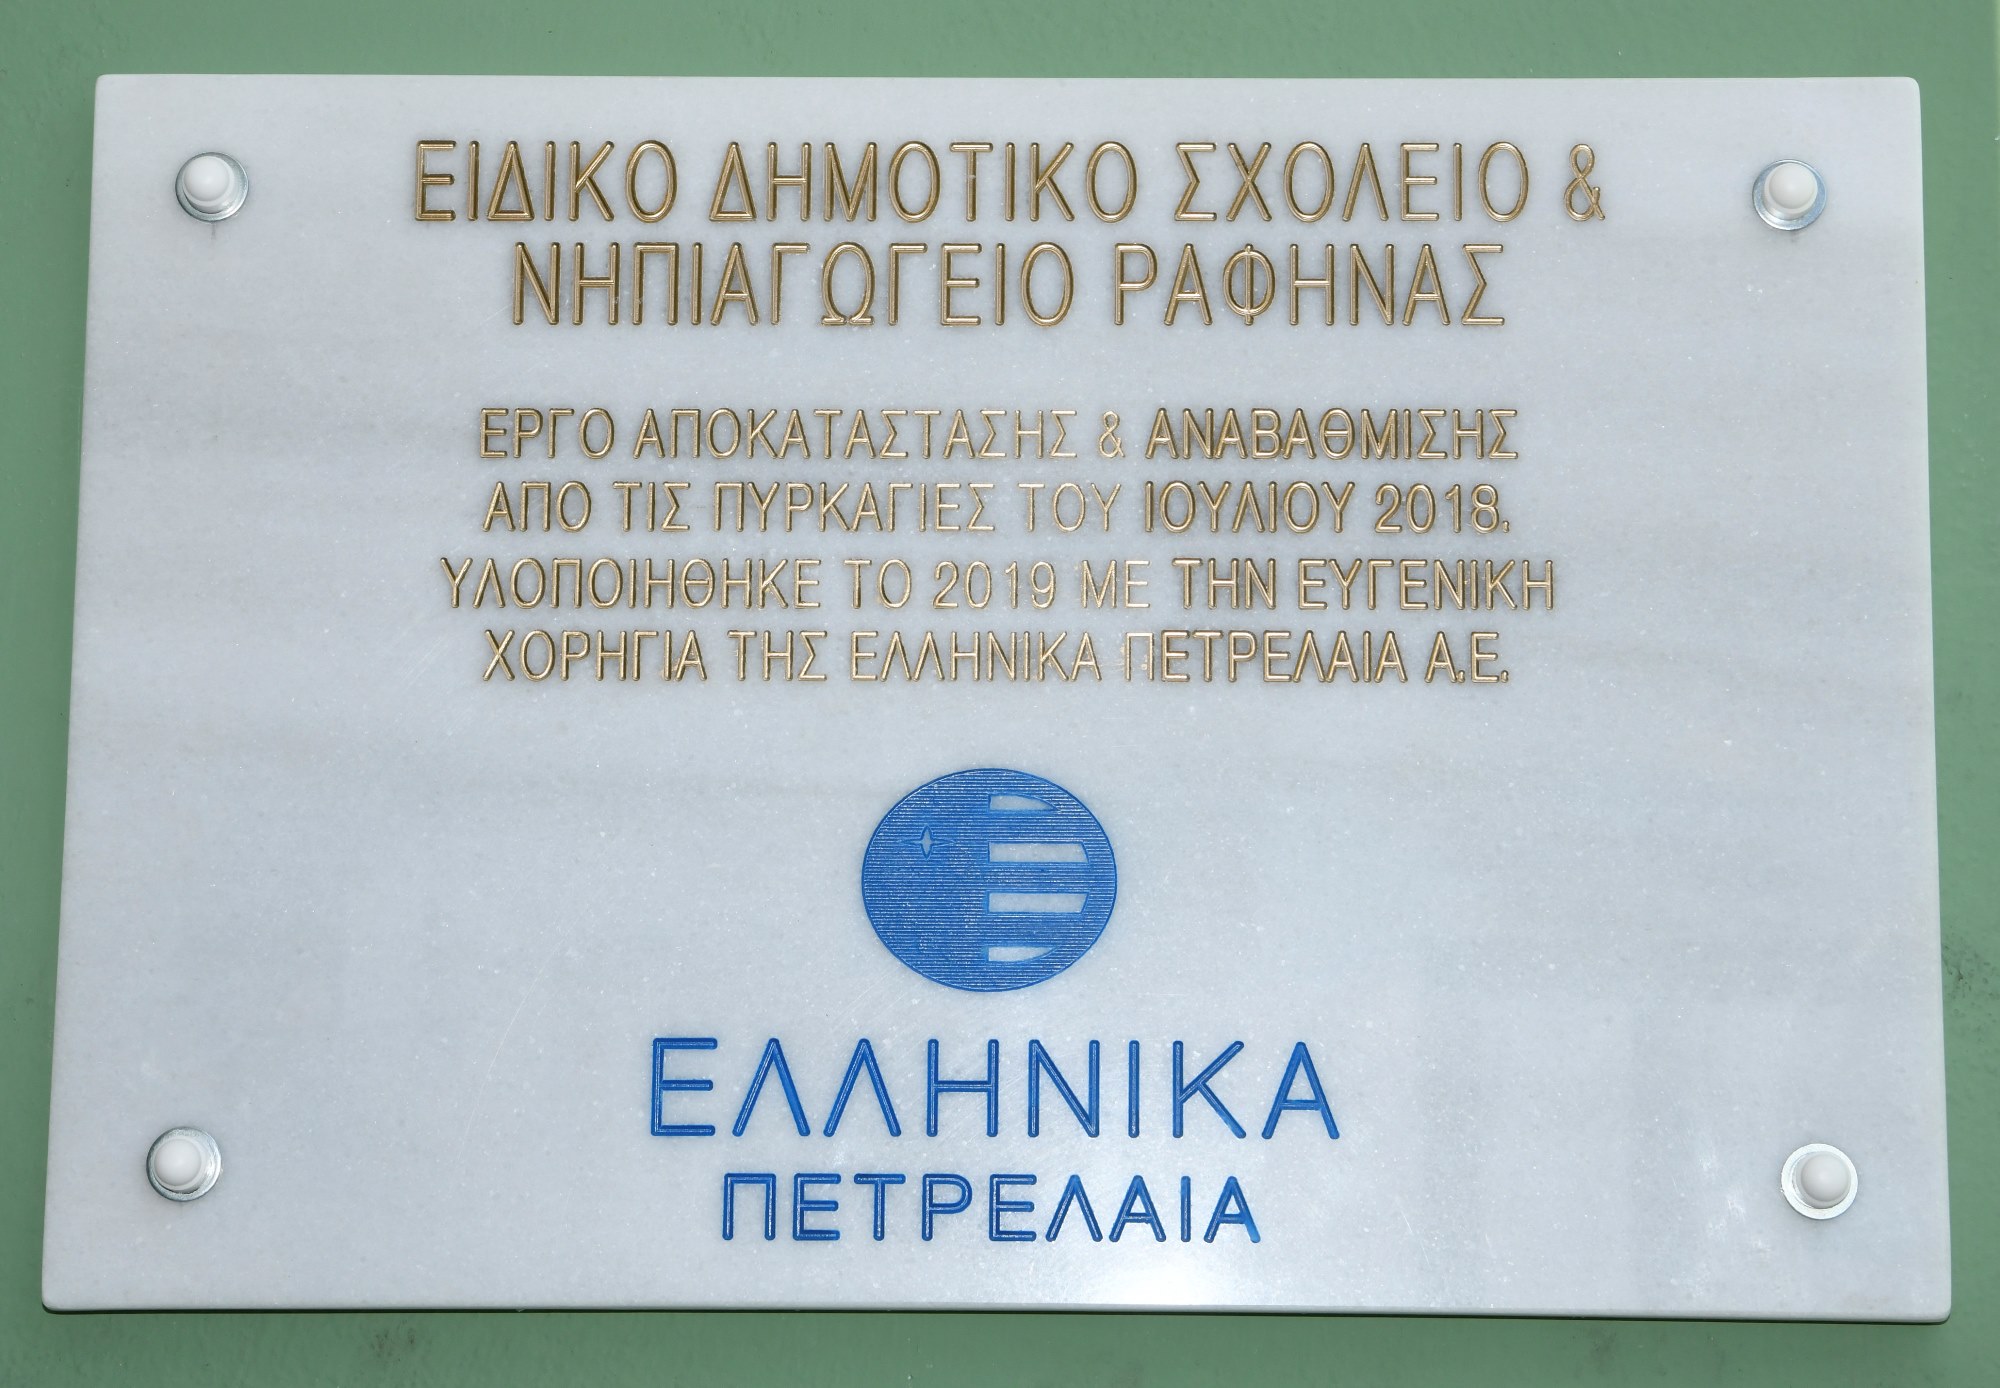 ΕΙΔΙΚΟ ΔΗΜΟΤΙΚΟ ΣΧΟΛΕΙΟ &
ΝΗΠΙΑΓΩΓΕΙΟ ΡΑΦΗΝΑΣ
ΕΡΓΟ ΑΠΟΚΑΤΑΣΤΑΣΗΣ & ΑΝΑΒΑΘΜΙΣΗΣ
ΑΠΟ ΤΙΣ ΠΥΡΚΑΓΙΕΣ ΤΟΥ ΙΟΥΛΙΟΥ 2018.
ΥΛΟΠΟΙΗΘΗΚΕ ΤΟ 2019 ΜΕ ΤΗΝ ΕΥΓΕΝΙΚΗ
ΧΟΡΗΓΙΑ ΤΗΣ ΕΛΛΗΝΙΚΑ ΠΕΤΡΕΛΑΙΑ Α.Ε.
ΕΛΛΗΝΙΚΑ
ΠΕΤΡΕΛΑΙΑ